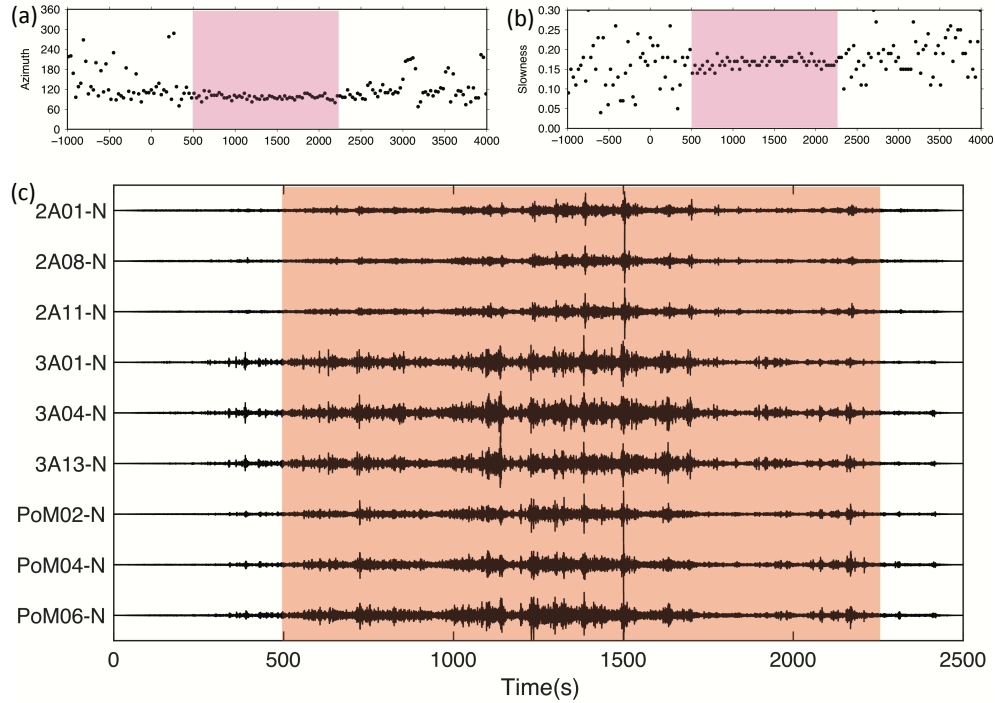 (a)
360
300
240
180
120
60
0
Azimuth
−1000 −500 0 500 1000 1500 2000 2500 3000 3500 4000
(b)
0.30
0.25
0.20
0.15
0.10
0.05
0.00
Slowness
−1000 −500 0 500 1000 1500 2000 2500 3000 3500 4000
(c)
2A01-N
2A08-N
2A11-N
3A01-N
3A04-N
3A13-N
PoM02-N
PoM04-N
PoM06-N
0 500 1000 1500 2000 2500
Time(s)